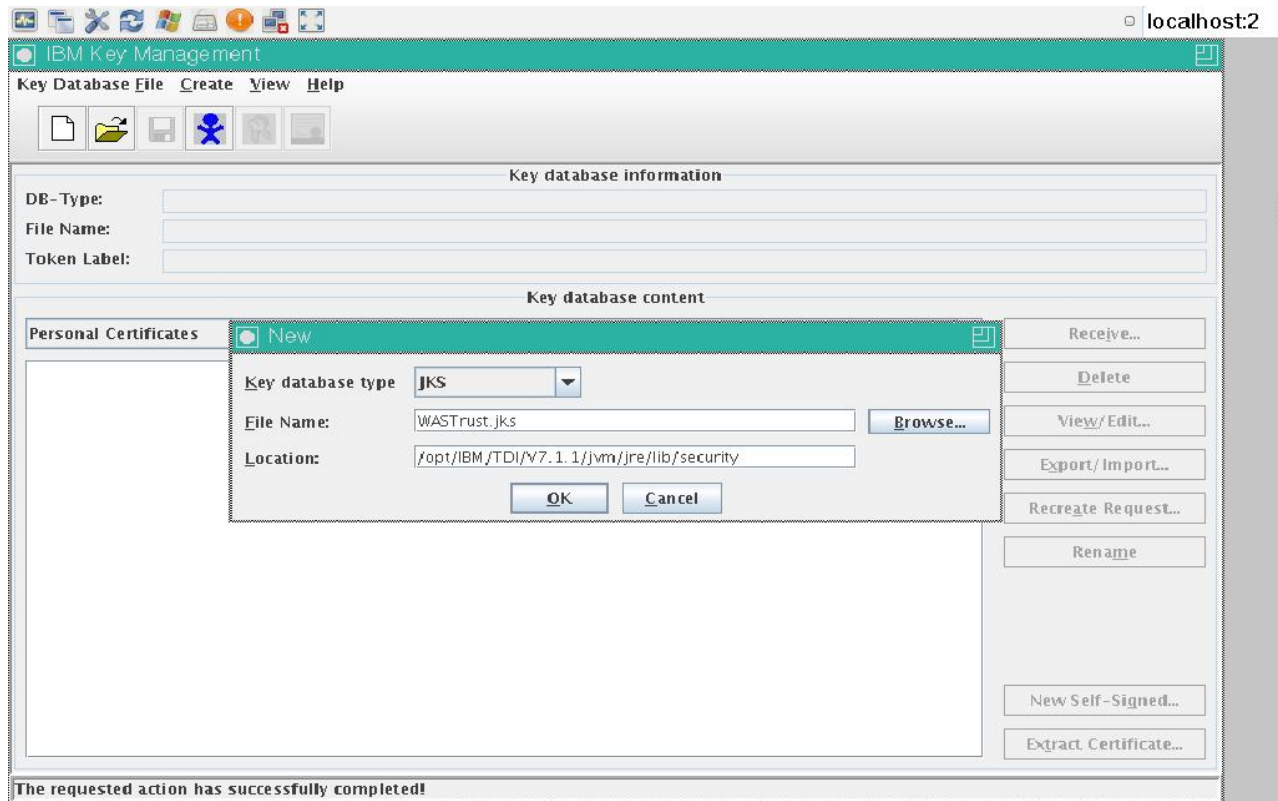 localhost:2
IBM Key Management
Key Database File Create View Help
Key database information
DB-Type:
File Name:
Token Label:
Key database content
Personal Certificates
New
Key database type JKS
File Name: WASTrust.jks Browse...
Location: /opt/IBM/TDI/V7.1.1/jvm/jre/lib/security
OK Cancel
Receive...
Delete
View/Edit...
Export/Import...
Recreate Request...
Rename
New Self-Signed...
Extract Certificate...
The requested action has successfully completed!